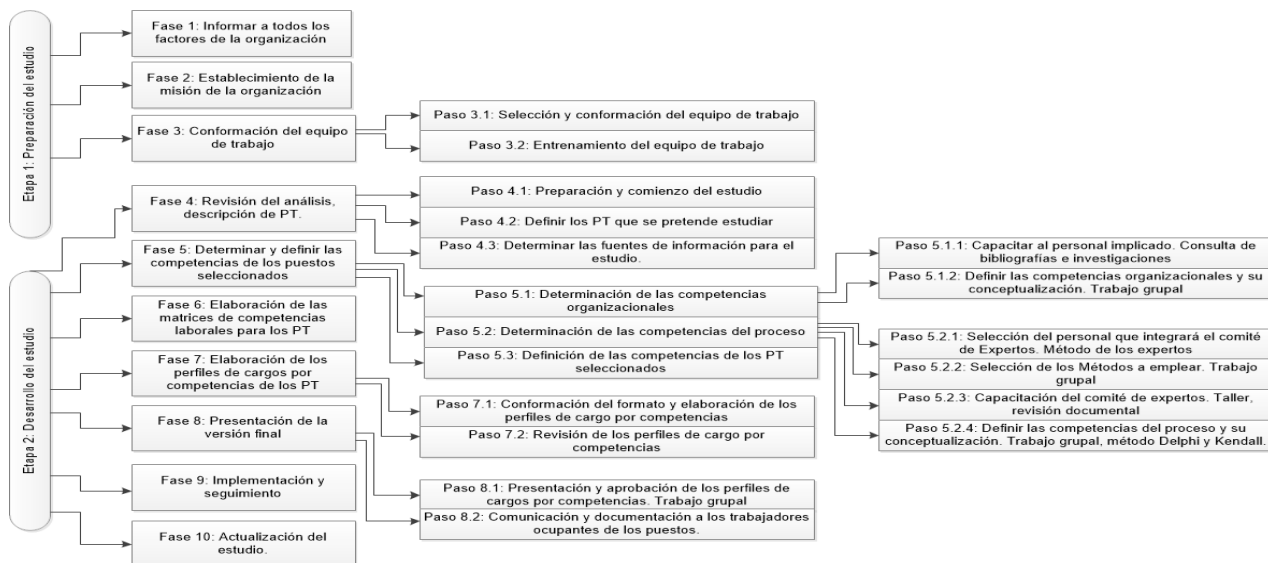 Etapa 1: Preparación del estudio
Fase 1: Informar a todos los
factores de la organización
Fase 2: Establecimiento de la
misión de la organización
Fase 3: Conformación del equipo
de trabajo
Paso 3.1: Selección y conformación del equipo de trabajo
Paso 3.2: Entrenamiento del equipo de trabajo
Etapa 2: Desarrollo del estudio
Fase 4: Revisión del análisis,
descripción de PT.
Paso 4.1: Preparación y comienzo del estudio
Paso 4.2: Definir los PT que se pretende estudiar
Paso 4.3: Determinar las fuentes de información para el
estudio.
Fase 5: Determinar y definir las
competencias de los puestos
seleccionados
Paso 5.1: Determinación de las competencias
organizacionales
Paso 5.1.1: Capacitar al personal implicado. Consulta de
bibliografías e investigaciones
Paso 5.1.2: Definir las competencias organizacionales y su
conceptualización. Trabajo grupal
Paso 5.2: Determinación de las competencias del proceso
Paso 5.2.1: Selección del personal que integrará el comité
de Expertos. Método de los expertos
Paso 5.2.2: Selección de los Métodos a emplear. Trabajo
grupal
Paso 5.2.3: Capacitación del comité de expertos. Taller,
revisión documental
Paso 5.2.4: Definir las competencias del proceso y su
conceptualización. Trabajo grupal, método Delphi y Kendall.
Paso 5.3: Definición de las competencias de los PT
seleccionados
Fase 6: Elaboración de las
matrices de competencias
laborales para los PT
Fase 7: Elaboración de los
perfiles de cargos por
competencias de los PT
Paso 7.1: Conformación del formato y elaboración de los
perfiles de cargo por competencias
Paso 7.2: Revisión de los perfiles de cargo por
competencias
Fase 8: Presentación de la
versión final
Paso 8.1: Presentación y aprobación de los perfiles de
cargos por competencias. Trabajo grupal
Paso 8.2: Comunicación y documentación a los trabajadores
ocupantes de los puestos.
Fase 9: Implementación y
seguimiento
Fase 10: Actualización del
estudio.